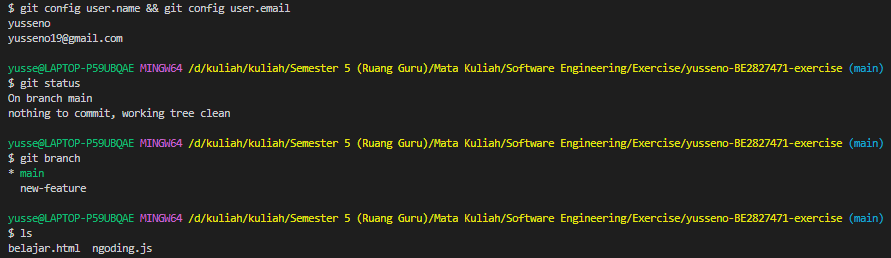 $ git config user.name && git config user.email
yusseno
yusseno19@gmail.com
yusse@LAPTOP-P59UBQAE MINGW64 /d/kuliah/kuliah/Semester 5 (Ruang Guru)/Mata Kuliah/Software Engineering/Exercise/yusseno-BE2827471-exercise (main)
$ git status
On branch main
nothing to commit, working tree clean
yusse@LAPTOP-P59UBQAE MINGW64 /d/kuliah/kuliah/Semester 5 (Ruang Guru)/Mata Kuliah/Software Engineering/Exercise/yusseno-BE2827471-exercise (main)
$ git branch
* main
  new-feature
yusse@LAPTOP-P59UBQAE MINGW64 /d/kuliah/kuliah/Semester 5 (Ruang Guru)/Mata Kuliah/Software Engineering/Exercise/yusseno-BE2827471-exercise (main)
$ ls
belajar.html  ngoding.js